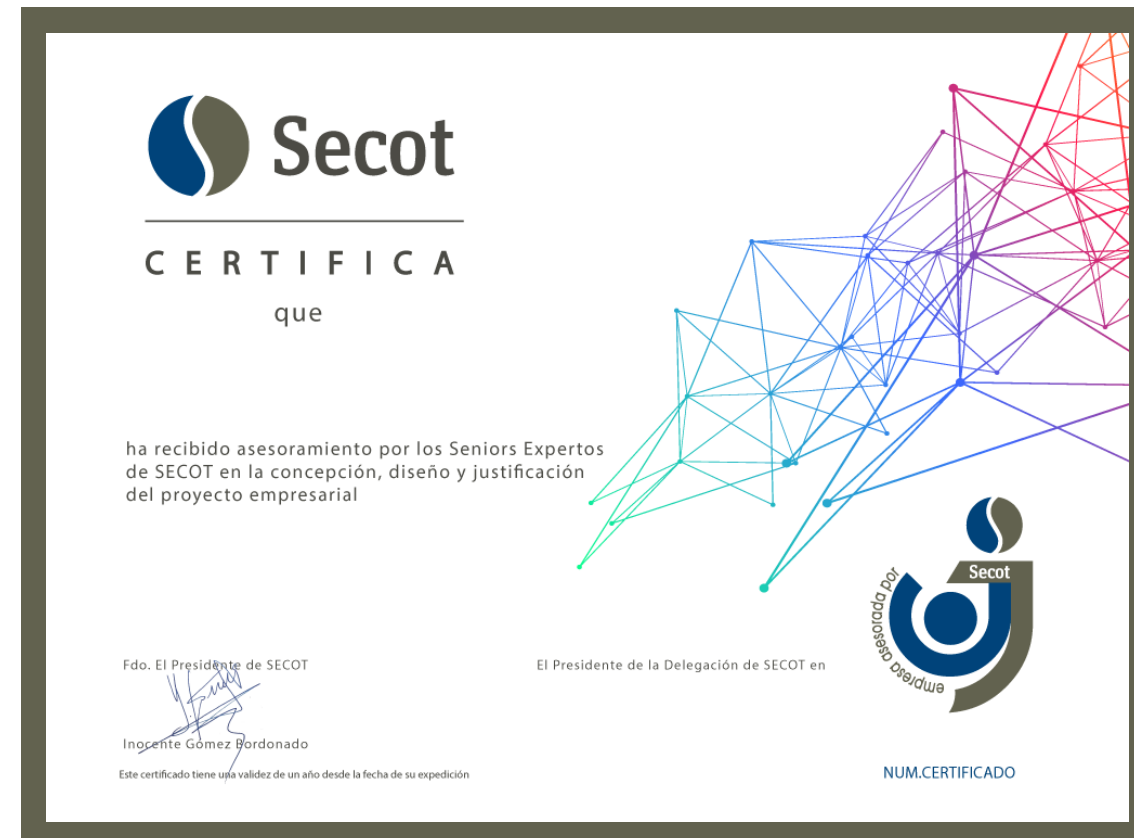 Secot
CERTIFICA
que
ha recibido asesoramiento por los Seniors Expertos
de SECOT en la concepción, diseño y justificación
del proyecto empresarial
Secot
empresa asesorada por
Fdo. El Presidente de SECOT
El Presidente de la Delegación de SECOT en
Inocente Gómez Bordonado
Este certificado tiene una validez de un año desde la fecha de su expedición
NUM.CERTIFICADO